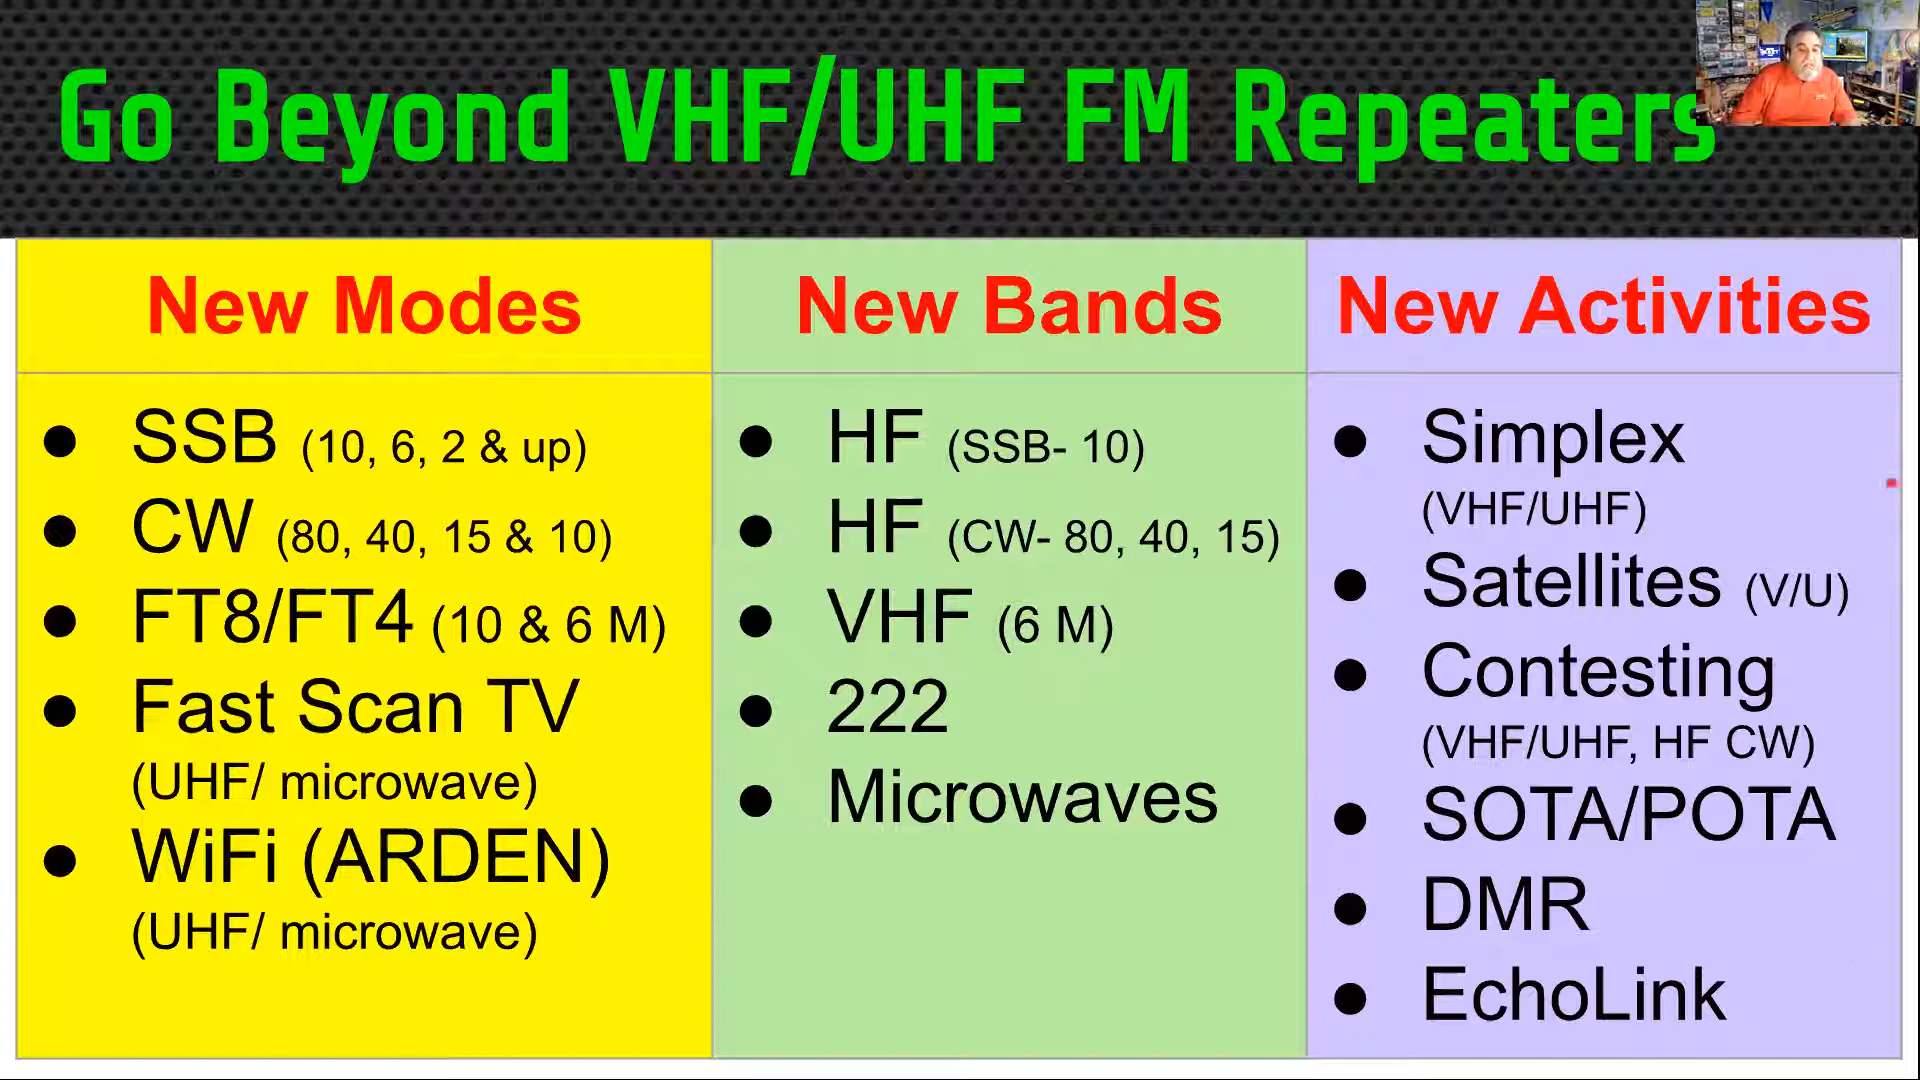 Go Beyond VHF/UHF FM Repeaters
New Modes
SSB (10, 6, 2 & up)
CW (80, 40, 15 & 10)
FT8/FT4 (10 & 6 M)
Fast Scan TV
(UHF/ microwave)
WiFi (ARDEN)
(UHF/ microwave)
New Bands
HF (SSB- 10)
HF (CW- 80, 40, 15)
VHF (6 M)
222
Microwaves
New Activities
Simplex
(VHF/UHF)
Satellites (V/U)
Contesting
(VHF/UHF, HF CW)
SOTA/POTA
DMR
EchoLink